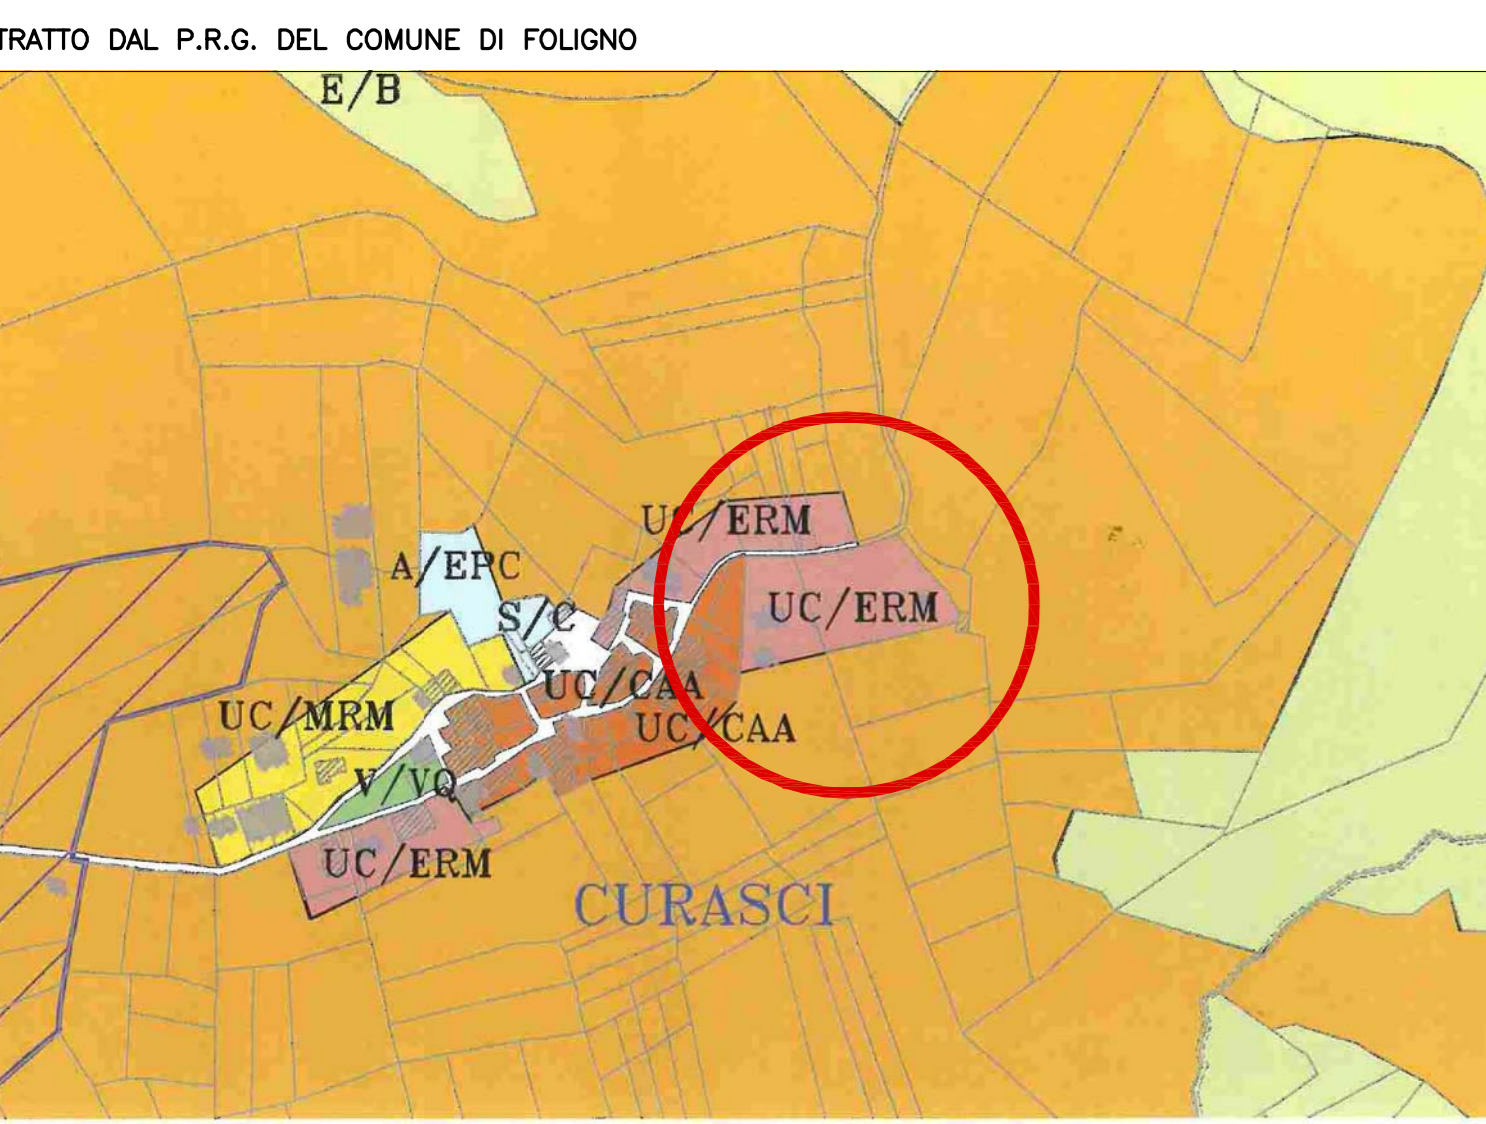 TRATTO DAL P.R.G. DEL COMUNE DI FOLIGNO
E/B
UC/ERM
A/EPC
S/C
UC/ERM
UC/CAA
UC/MRM
UC/CAA
V/VQ
UC/ERM
CURASCI